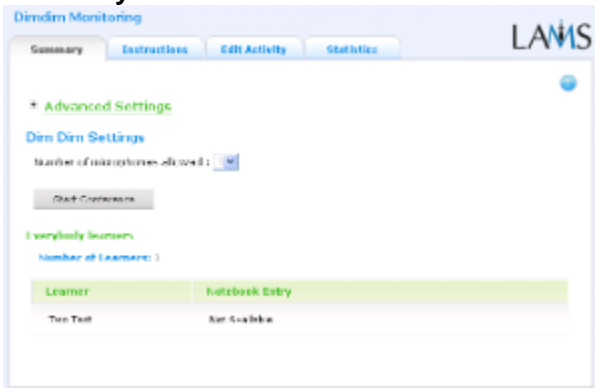 Dimdim Monitoring
LAMS
Summary Instructions Edit Activity Statistics
Advanced Settings
Dim Dim Settings
Number of microphones allowed :
Start Conference
Everybody learners
Number of Learners: 1
Learner Notebook Entry
Test Not Available